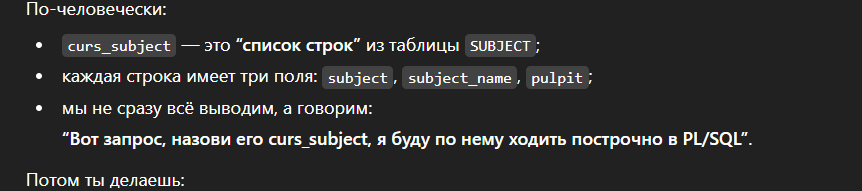 По-человечески:
• curs_subject — это “список строк” из таблицы SUBJECT;
• каждая строка имеет три поля: subject, subject_name, pulpit;
• мы не сразу всё выводим, а говорим:
“Вот запрос, назови его curs_subject, я буду по нему ходить построчно в PL/SQL”.
Потом ты делаешь: